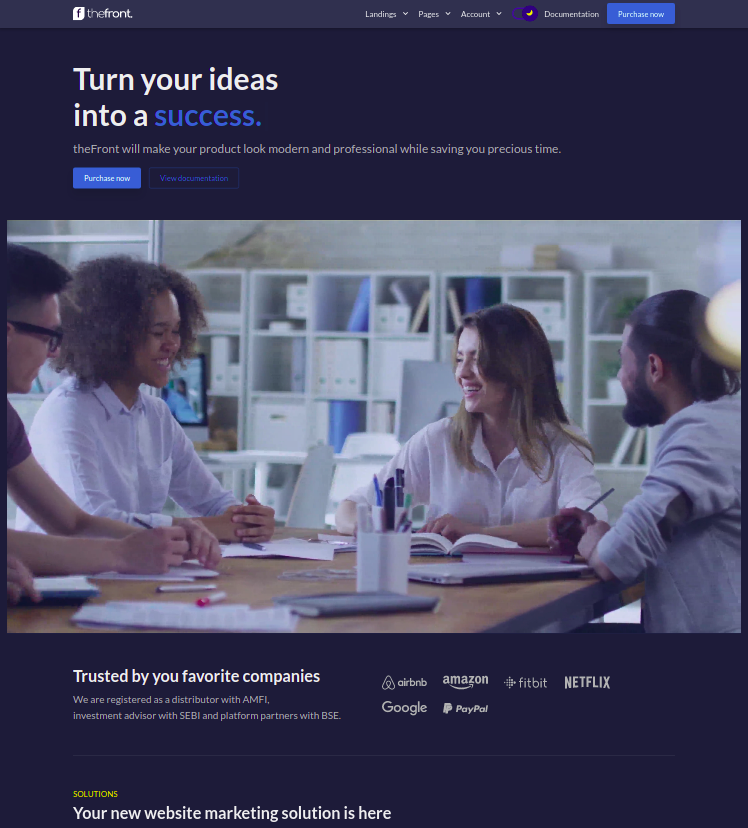 thefront.
Landings Pages Account Documentation Purchase now
Turn your ideas
into a success.
theFront will make your product look modern and professional while saving you precious time.
Purchase now View documentation
Trusted by you favorite companies
We are registered as a distributor with AMFI,
investment advisor with SEBI and platform partners with BSE.
airbnb amazon fitbit NETFLIX
Google PayPal
SOLUTIONS
Your new website marketing solution is here